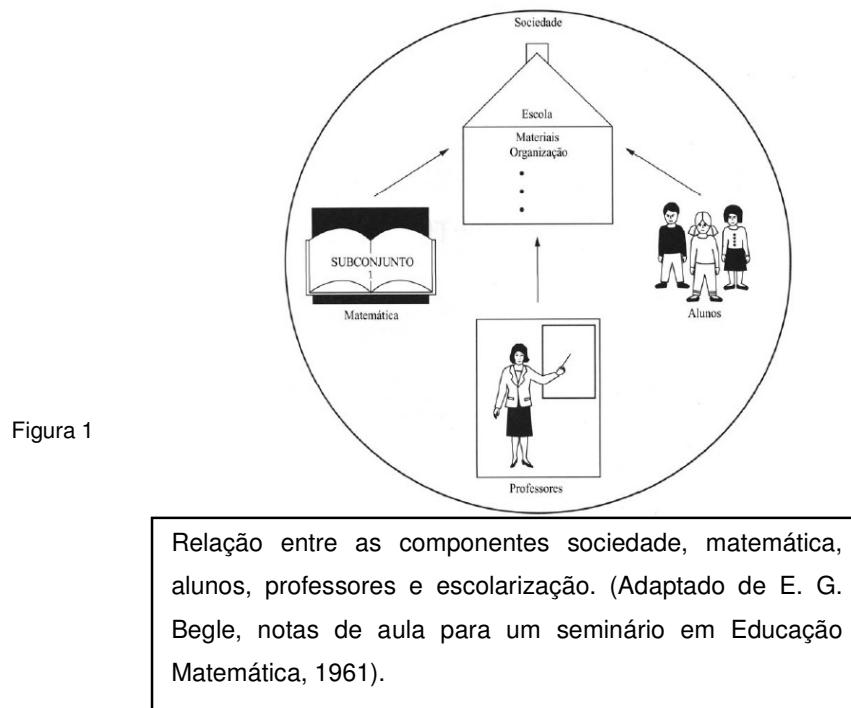 Sociedade
Escola
Materiais
Organização
SUBCONJUNTO
1
Matemática
Alunos
Professores
Figura 1
Relação entre as componentes sociedade, matemática,
alunos, professores e escolarização. (Adaptado de E. G.
Begle, notas de aula para um seminário em Educação
Matemática, 1961).